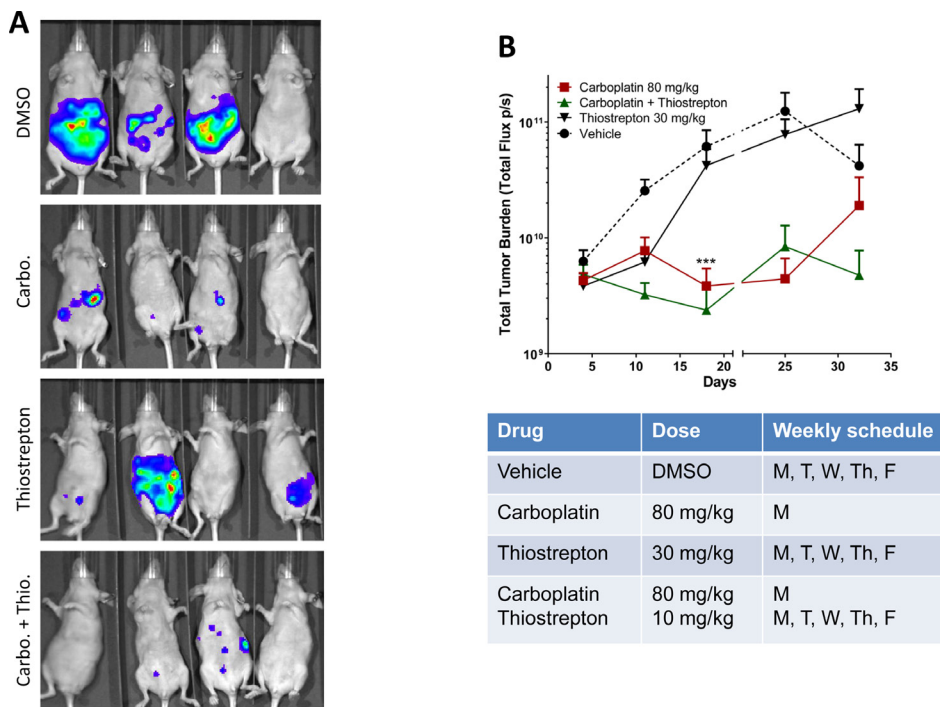 A
DMSO
Carbo.
Thiostrepton
Carbo. + Thio.
B
Carboplatin 80 mg/kg
Carboplatin + Thiostrepton
Thiostrepton 30 mg/kg
Vehicle
***
Total Tumor Burden (Total Flux p/s)
10¹¹
10¹⁰
10⁹
0 5 10 15 20 25 30 35
Days
Drug Dose Weekly schedule
Vehicle DMSO M, T, W, Th, F
Carboplatin 80 mg/kg M
Thiostrepton 30 mg/kg M, T, W, Th, F
Carboplatin 80 mg/kg M
Thiostrepton 10 mg/kg M, T, W, Th, F